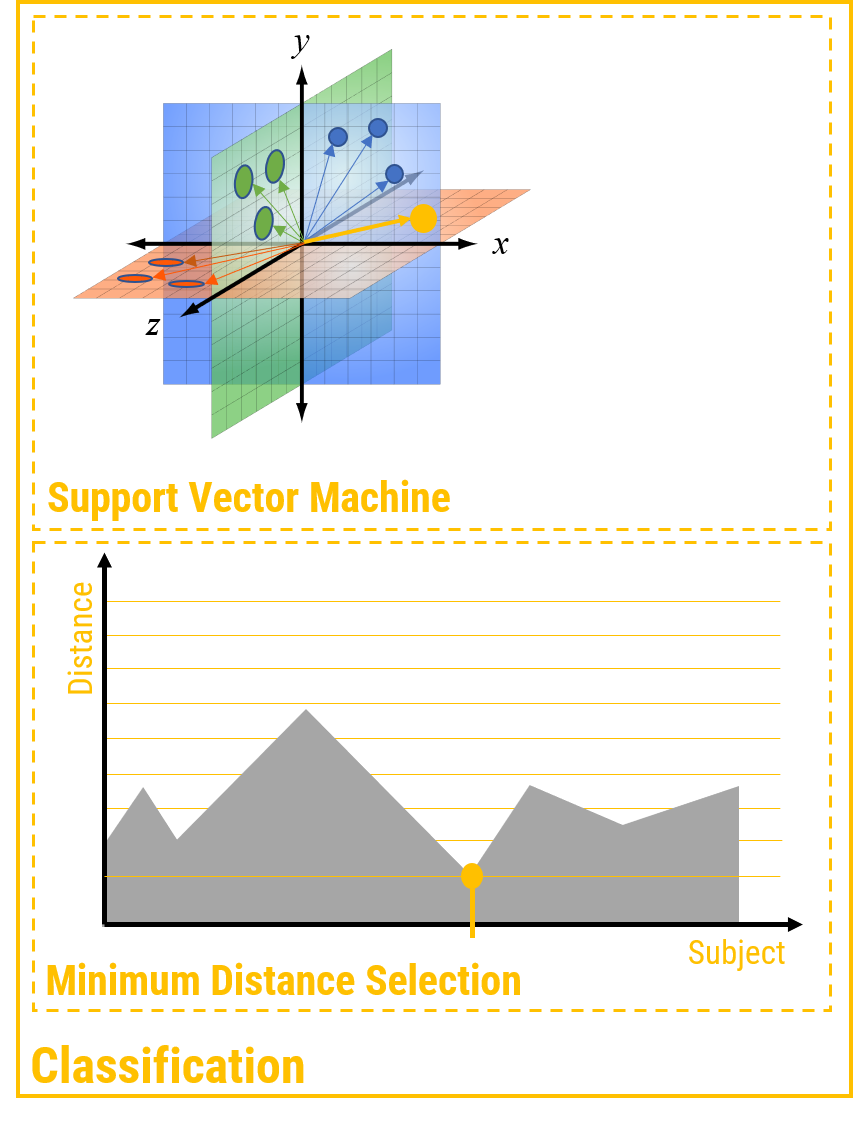 y
x
z
Support Vector Machine
Distance
Subject
Minimum Distance Selection
Classification